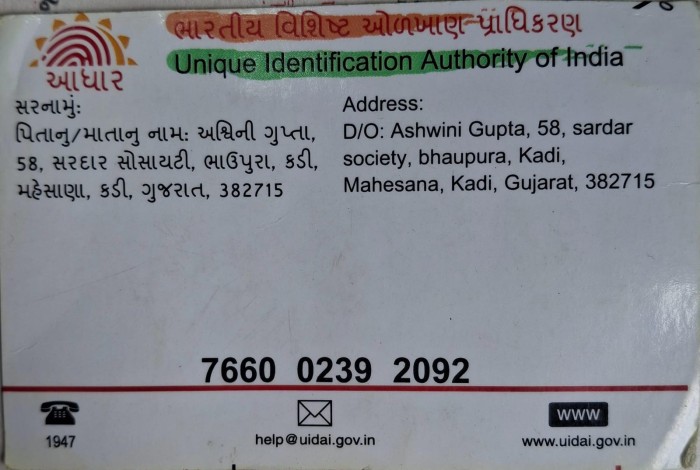 ભારતીય વિશિષ્ટ ઓળખાણ પ્રાધિકરણ
Unique Identification Authority of India
આધાર
સરનામું:
પિતાનુ/માતાનુ નામ: અશ્વિની ગુપ્તા,
58, સરદાર સોસાયટી, ભાઉપુરા, કડી,
મહેસાણા, કડી, ગુજરાત, 382715
Address:
D/O: Ashwini Gupta, 58, sardar
society, bhaupura, Kadi,
Mahesana, Kadi, Gujarat, 382715
7660 0239 2092
1947
help@uidai.gov.in
www
www.uidai.gov.in